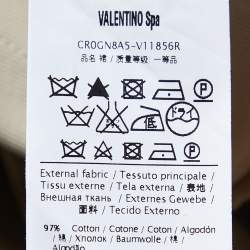 VALENTINO Spa
CR0GN8A5-V11856R
品名 裙 / 质量等级 一等品
P
低
P
External fabric / Tessuto principale /
Tissu externe / Tela externa / 表地 /
Внешная ткань / Externes Gewebe /
面料 / Tecido Externo
97% Cotton / Cotone / Coton / Algodón
/ 綿 / Хлопок / Baumwolle / 棉 /
Algodão